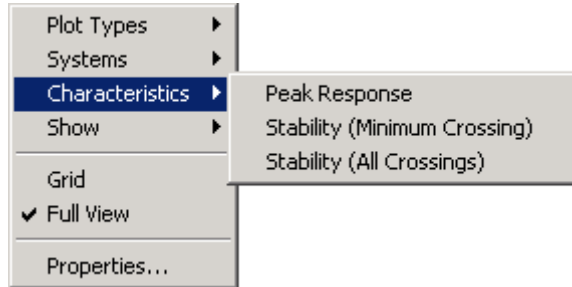 Plot Types
Systems
Characteristics
Show
Grid
Full View
Properties...
Peak Response
Stability (Minimum Crossing)
Stability (All Crossings)